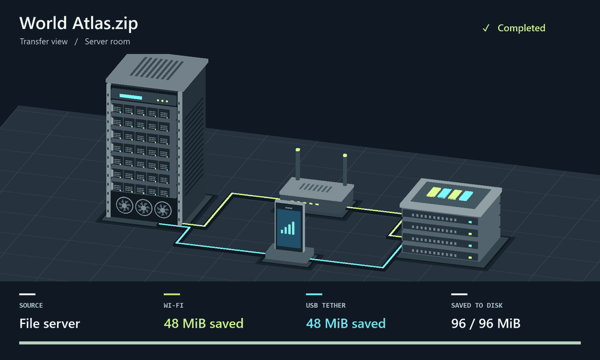 World Atlas.zip
✓ Completed
Transfer view / Server room
SOURCE
File server
WI-FI
48 MiB saved
USB TETHER
48 MiB saved
SAVED TO DISK
96 / 96 MiB